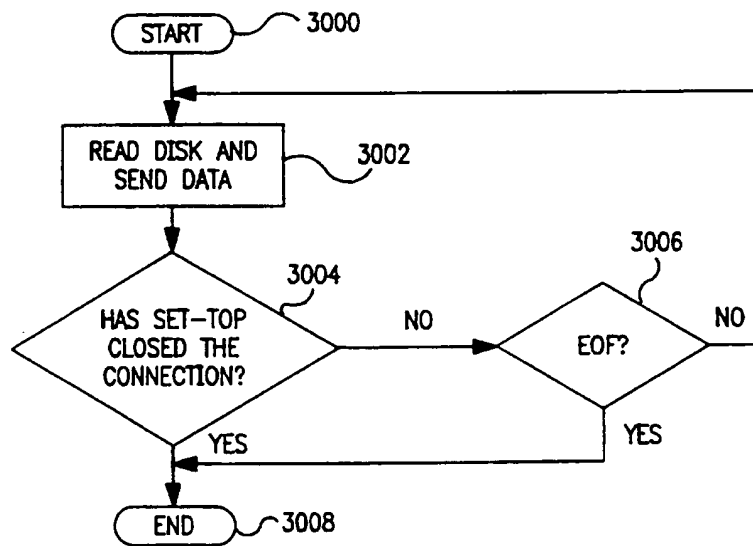 START
3000
READ DISK AND
SEND DATA
3002
3004
HAS SET-TOP
CLOSED THE
CONNECTION?
NO
3006
EOF?
NO
YES
YES
END
3008